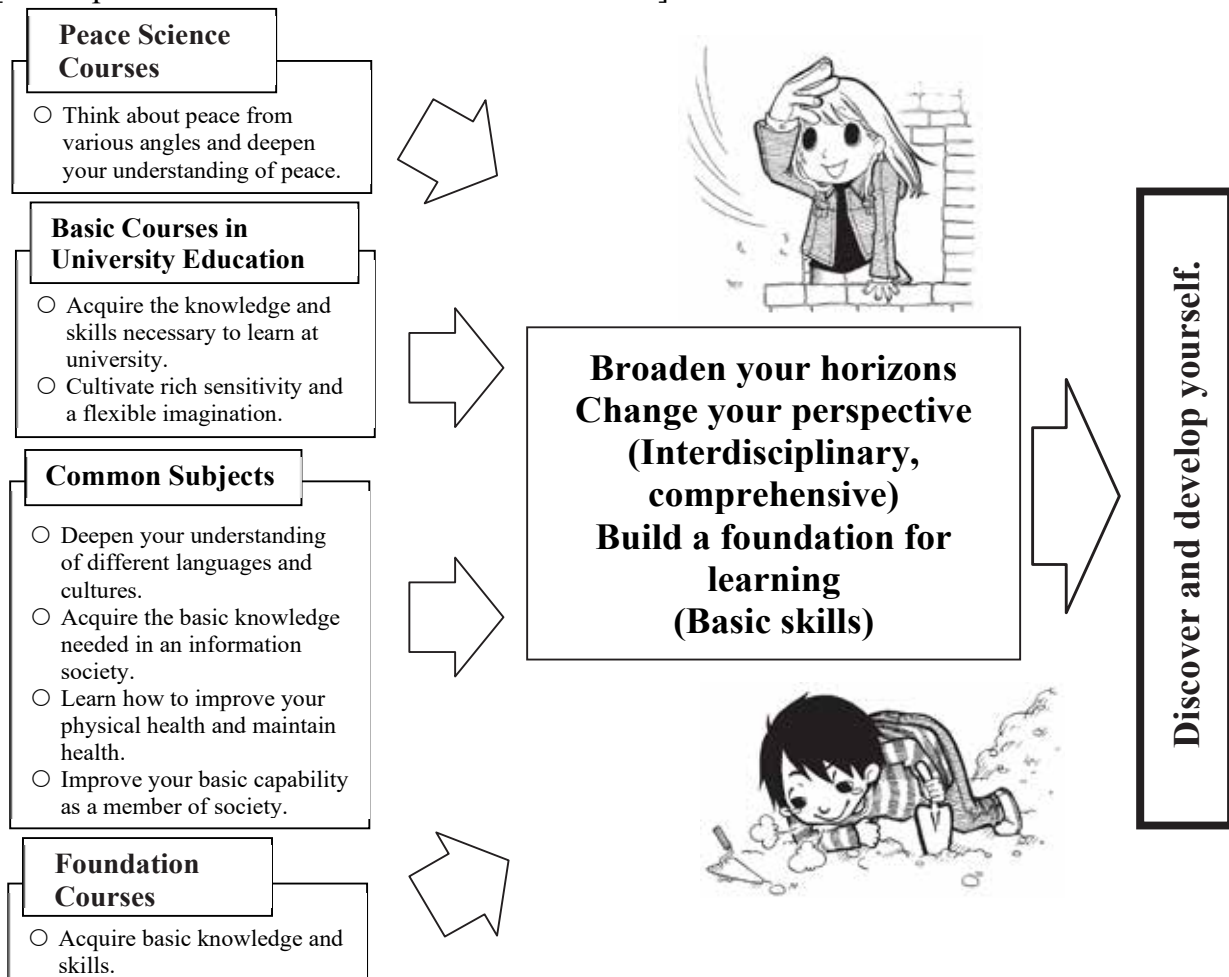 Peace Science
Courses
○ Think about peace from
various angles and deepen
your understanding of peace.
Basic Courses in
University Education
○ Acquire the knowledge and
skills necessary to learn at
university.
○ Cultivate rich sensitivity and
a flexible imagination.
Common Subjects
○ Deepen your understanding
of different languages and
cultures.
○ Acquire the basic knowledge
needed in an information
society.
○ Learn how to improve your
physical health and maintain
health.
○ Improve your basic capability
as a member of society.
Foundation
Courses
○ Acquire basic knowledge and
skills.
Broaden your horizons
Change your perspective
(Interdisciplinary,
comprehensive)
Build a foundation for
learning
(Basic skills)
Discover and develop yourself.